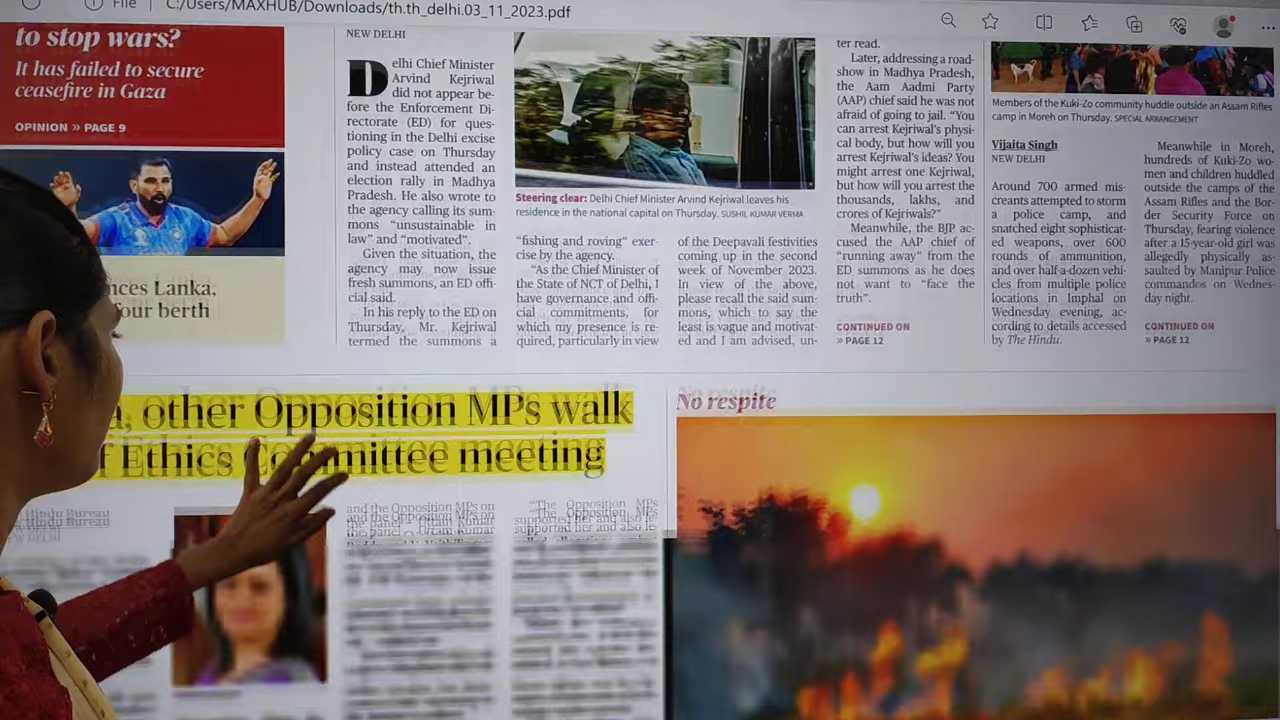 File
C:/Users/MAXHUB/Downloads/th.th_delhi.03_11_2023.pdf
to stop wars?
It has failed to secure
ceasefire in Gaza
OPINION » PAGE 9
nces Lanka,
four berth
NEW DELHI
Delhi Chief Minister
Arvind Kejriwal
did not appear be-
fore the Enforcement Di-
rectorate (ED) for ques-
tioning in the Delhi excise
policy case on Thursday
and instead attended an
election rally in Madhya
Pradesh. He also wrote to
the agency calling its sum-
mons "unsustainable in
law" and "motivated".
Given the situation, the
agency may now issue
fresh summons, an ED offi-
cial said.
In his reply to the ED on
Thursday, Mr. Kejriwal
termed the summons a
Steering clear: Delhi Chief Minister Arvind Kejriwal leaves his
residence in the national capital on Thursday. SUSHIL KUMAR VERMA
"fishing and roving" exer-
cise by the agency.
"As the Chief Minister of
the State of NCT of Delhi, I
have governance and offi-
cial commitments, for
which my presence is re-
quired, particularly in view
of the Deepavali festivities
coming up in the second
week of November 2023.
In view of the above,
please recall the said sum-
mons, which to say the
least is vague and motivat-
ed and I am advised, un-
ter read.
Later, addressing a road-
show in Madhya Pradesh,
the Aam Aadmi Party
(AAP) chief said he was not
afraid of going to jail. "You
can arrest Kejriwal's physi-
cal body, but how will you
arrest Kejriwal's ideas? You
might arrest one Kejriwal,
but how will you arrest the
thousands, lakhs, and
crores of Kejriwals?"
Meanwhile, the BJP ac-
cused the AAP chief of
"running away" from the
ED summons as he does
not want to "face the
truth".
CONTINUED ON
» PAGE 12
Members of the Kuki-Zo community huddle outside an Assam Rifles
camp in Moreh on Thursday. SPECIAL ARRANGEMENT
Vijaita Singh
NEW DELHI
Around 700 armed mis-
creants attempted to storm
a police camp, and
snatched eight sophisticat-
ed weapons, over 600
rounds of ammunition,
and over half-a-dozen vehi-
cles from multiple police
locations in Imphal on
Wednesday evening, ac-
cording to details accessed
by The Hindu.
Meanwhile in Moreh,
hundreds of Kuki-Zo wo-
men and children huddled
outside the camps of the
Assam Rifles and the Bor-
der Security Force on
Thursday, fearing violence
after a 15-year-old girl was
allegedly physically as-
saulted by Manipur Police
commandos on Wednes-
day night.
CONTINUED ON
» PAGE 12
a, other Opposition MPs walk
f Ethics Committee meeting
Hindu Bureau
NEW DELHI
and the Opposition MPs on
"The Opposition MPs
supported her and also
No respite